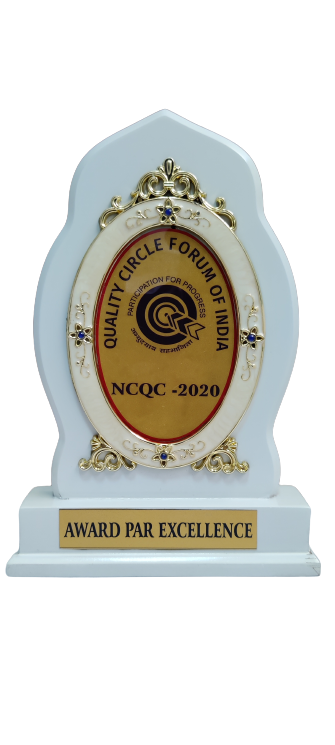 QUALITY CIRCLE FORUM OF INDIA
PARTICIPATION FOR PROGRESS
NCQC -2020
AWARD PAR EXCELLENCE